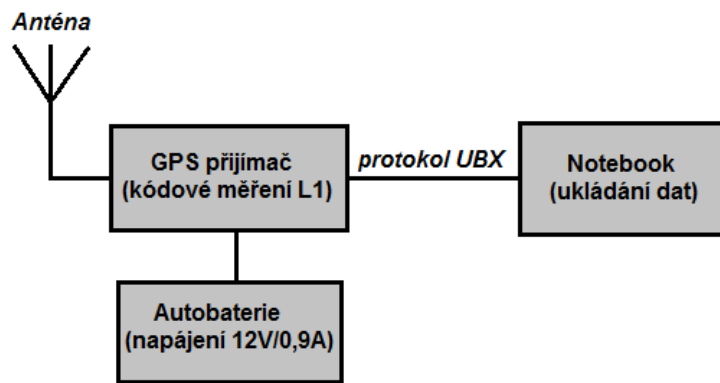 Anténa
GPS přijímač
(kódové měření L1)
protokol UBX
Notebook
(ukládání dat)
Autobaterie
(napájení 12V/0,9A)